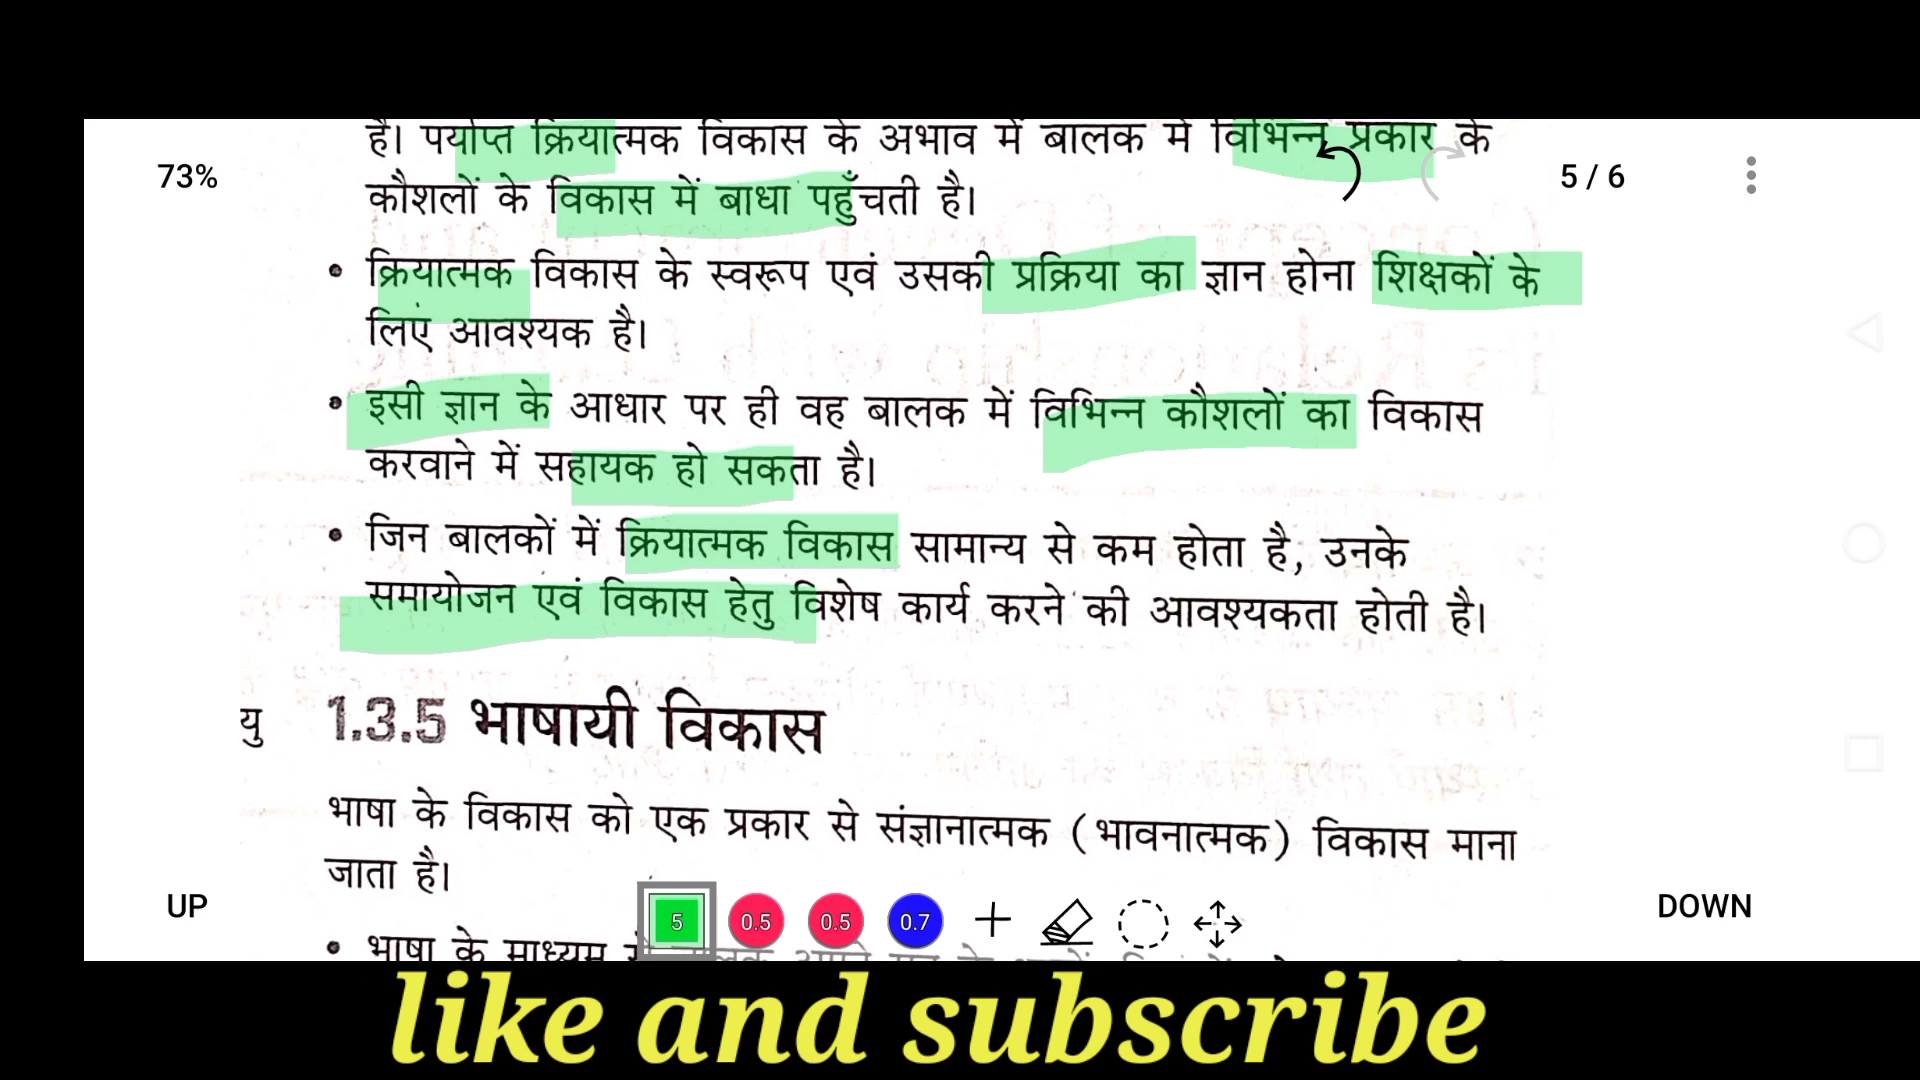 है। पर्याप्त क्रियात्मक विकास के अभाव में बालक में विभिन्न प्रकार के
73%
5 / 6
कौशलों के विकास में बाधा पहुँचती है।
• क्रियात्मक विकास के स्वरूप एवं उसकी प्रक्रिया का ज्ञान होना शिक्षकों के
लिए आवश्यक है।
• इसी ज्ञान के आधार पर ही वह बालक में विभिन्न कौशलों का विकास
करवाने में सहायक हो सकता है।
• जिन बालकों में क्रियात्मक विकास सामान्य से कम होता है, उनके
समायोजन एवं विकास हेतु विशेष कार्य करने की आवश्यकता होती है।
यु
1.3.5 भाषायी विकास
भाषा के विकास को एक प्रकार से संज्ञानात्मक (भावनात्मक) विकास माना
जाता है।
UP
5
0.5
0.5
0.7
DOWN
• भाषा के माध्यम
like and subscribe